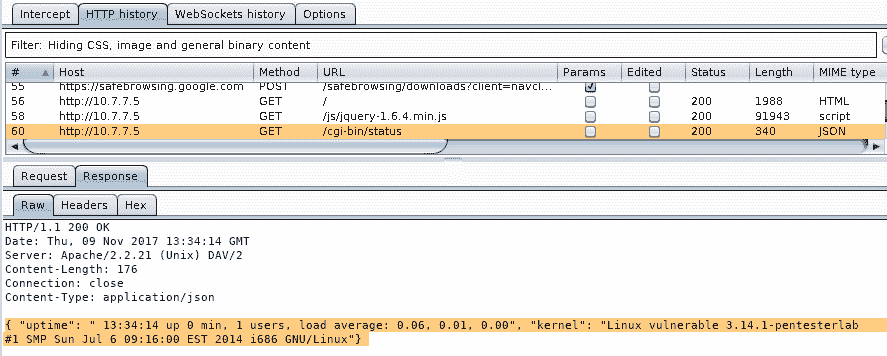 Intercept HTTP history WebSockets history Options
Filter: Hiding CSS, image and general binary content
# Host Method URL Params Edited Status Length MIME type
55 https://safebrowsing.google.com POST /safebrowsing/downloads?client=navcl...
56 http://10.7.7.5 GET / 200 1988 HTML
58 http://10.7.7.5 GET /js/jquery-1.6.4.min.js 200 91943 script
60 http://10.7.7.5 GET /cgi-bin/status 200 340 JSON
Request Response
Raw Headers Hex
HTTP/1.1 200 OK
Date: Thu, 09 Nov 2017 13:34:14 GMT
Server: Apache/2.2.21 (Unix) DAV/2
Content-Length: 176
Connection: close
Content-Type: application/json
{ "uptime": " 13:34:14 up 0 min, 1 users, load average: 0.06, 0.01, 0.00", "kernel": "Linux vulnerable 3.14.1-pentesterlab
#1 SMP Sun Jul 6 09:16:00 EST 2014 i686 GNU/Linux"}